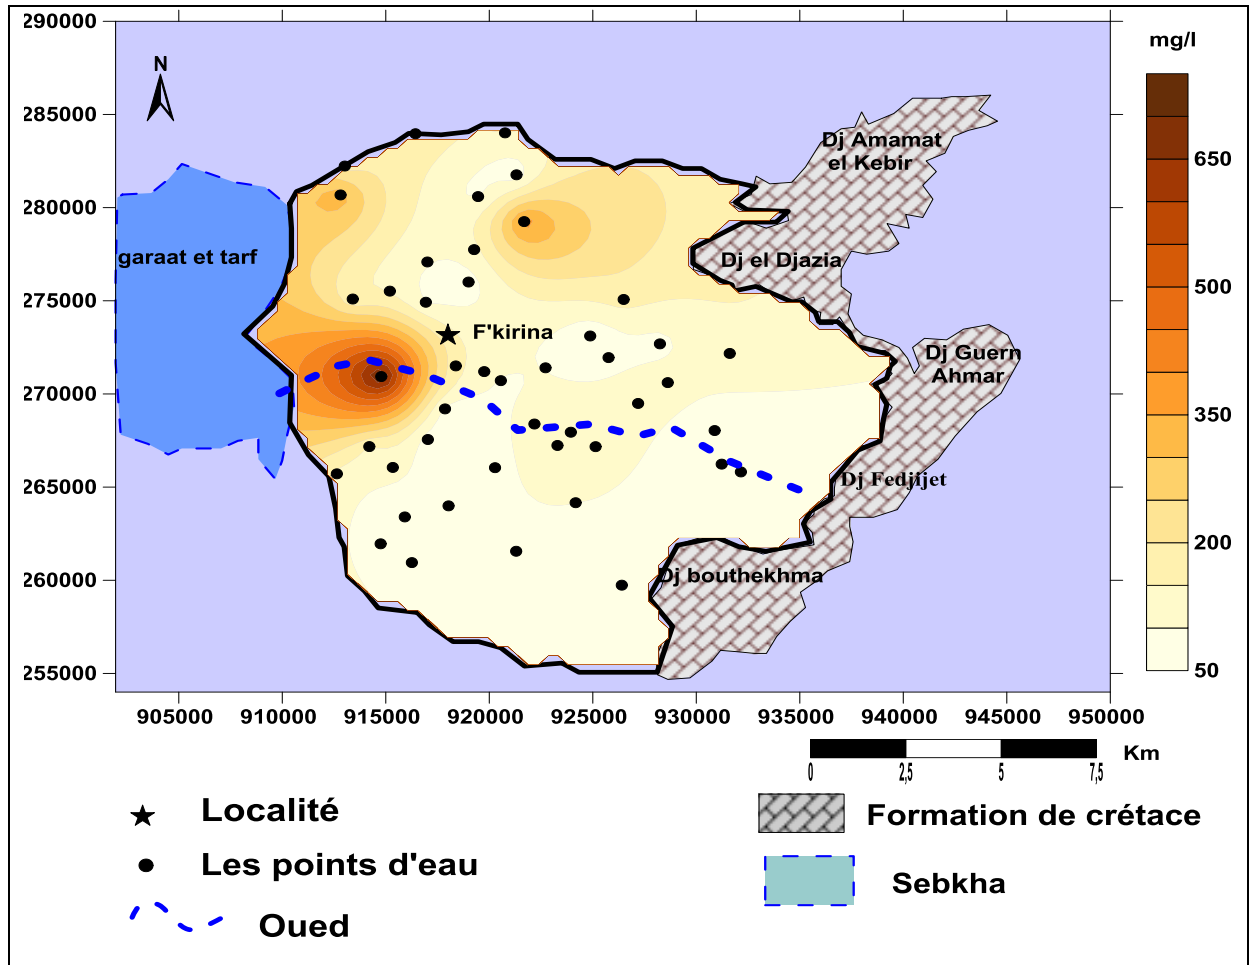 290000
mg/l
N
285000
Dj Amamat
el Kebir
650
280000
garaat et tarf
Dj el Djazia
500
275000
F'kirina
Dj Guern
Ahmar
270000
350
265000
Dj Fedjijet
200
260000
Dj bouthekhma
255000
50
905000 910000 915000 920000 925000 930000 935000 940000 945000 950000
Km
0 2,5 5 7,5
Localité
Formation de crétace
Les points d'eau
Sebkha
Oued